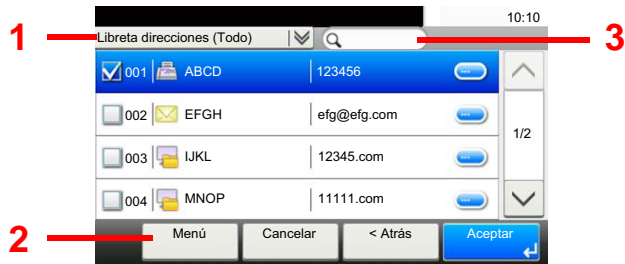 10:10
1 Libreta direcciones (Todo) 3
001 ABCD 123456
002 EFGH efg@efg.com
1/2
003 IJKL 12345.com
004 MNOP 11111.com
2 Menú Cancelar < Atrás Aceptar